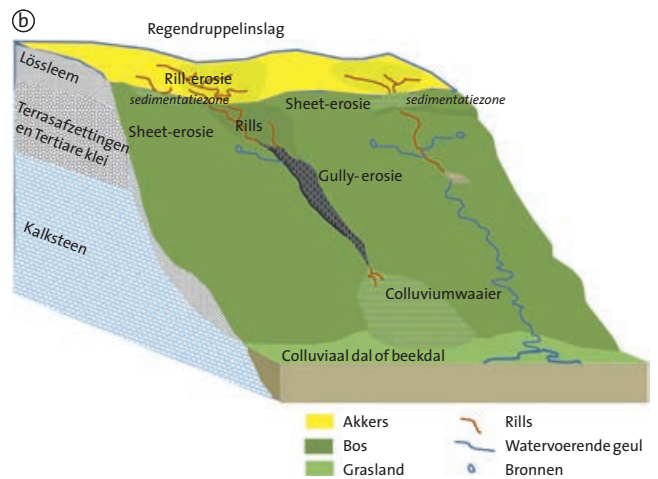 b
Regendruppelinslag
Lössleem
Rill-erosie
sedimentatiezone
Sheet-erosie
sedimentatiezone
Terrasafzettingen
en Tertiare klei
Sheet-erosie
Rills
Gully-erosie
Kalksteen
Colluviumwaaier
Colluviaal dal of beekdal
Akkers
Bos
Grasland
Rills
Watervoerende geul
Bronnen